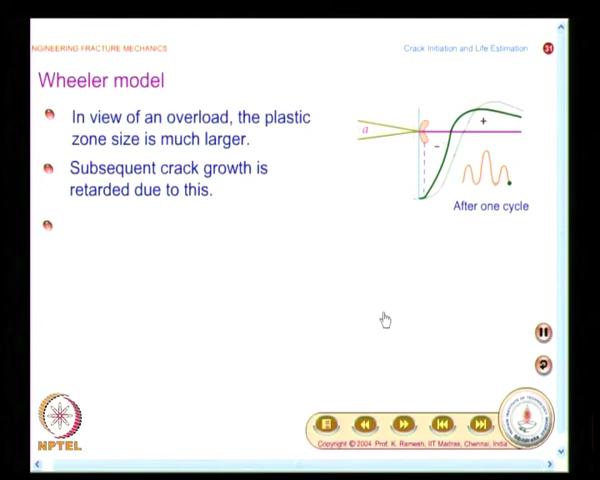 NGINEERING FRACTURE MECHANICS
Crack Initiation and Life Estimation 31
Wheeler model
In view of an overload, the plastic
zone size is much larger.
Subsequent crack growth is
retarded due to this.
a
+
-
After one cycle
NPTEL
Copyright © 2004 Prof. K. Ramesh, IIT Madras, Chennai, India